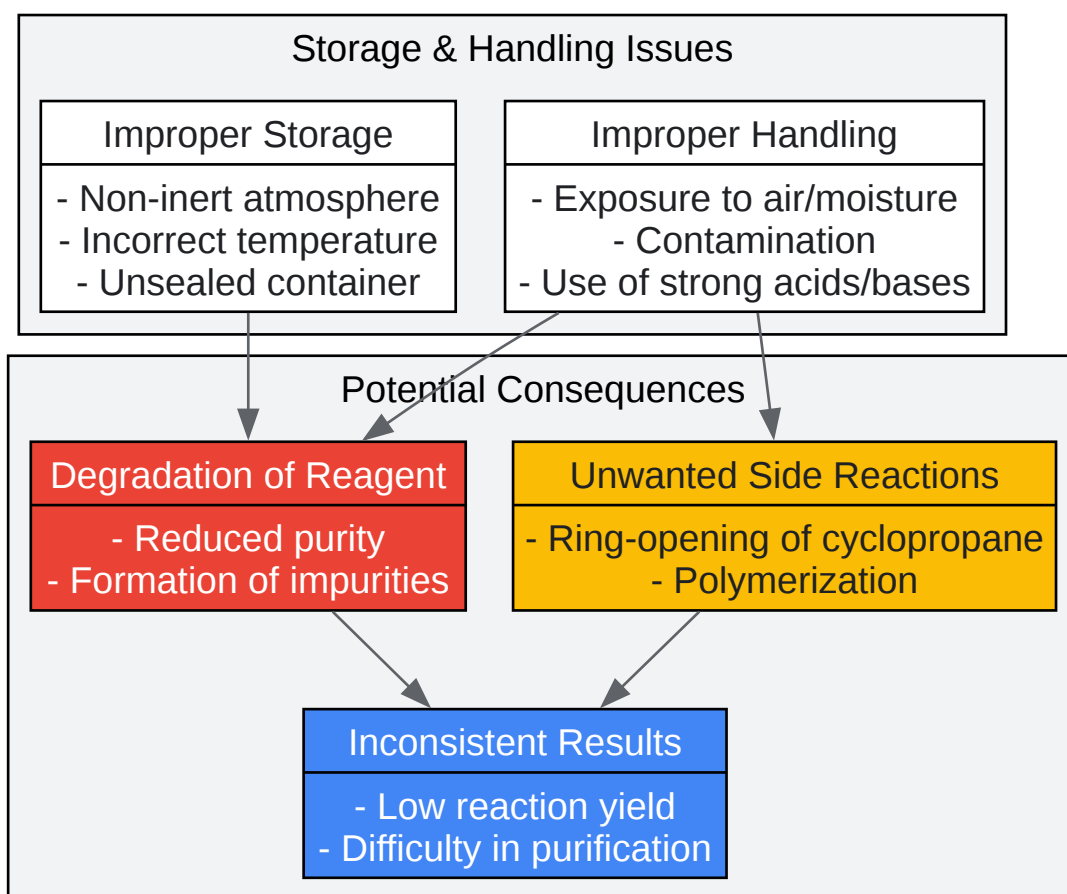 Storage & Handling Issues
Improper Storage
- Non-inert atmosphere
- Incorrect temperature
- Unsealed container
Improper Handling
- Exposure to air/moisture
- Contamination
- Use of strong acids/bases
Potential Consequences
Degradation of Reagent
- Reduced purity
- Formation of impurities
Unwanted Side Reactions
- Ring-opening of cyclopropane
- Polymerization
Inconsistent Results
- Low reaction yield
- Difficulty in purification